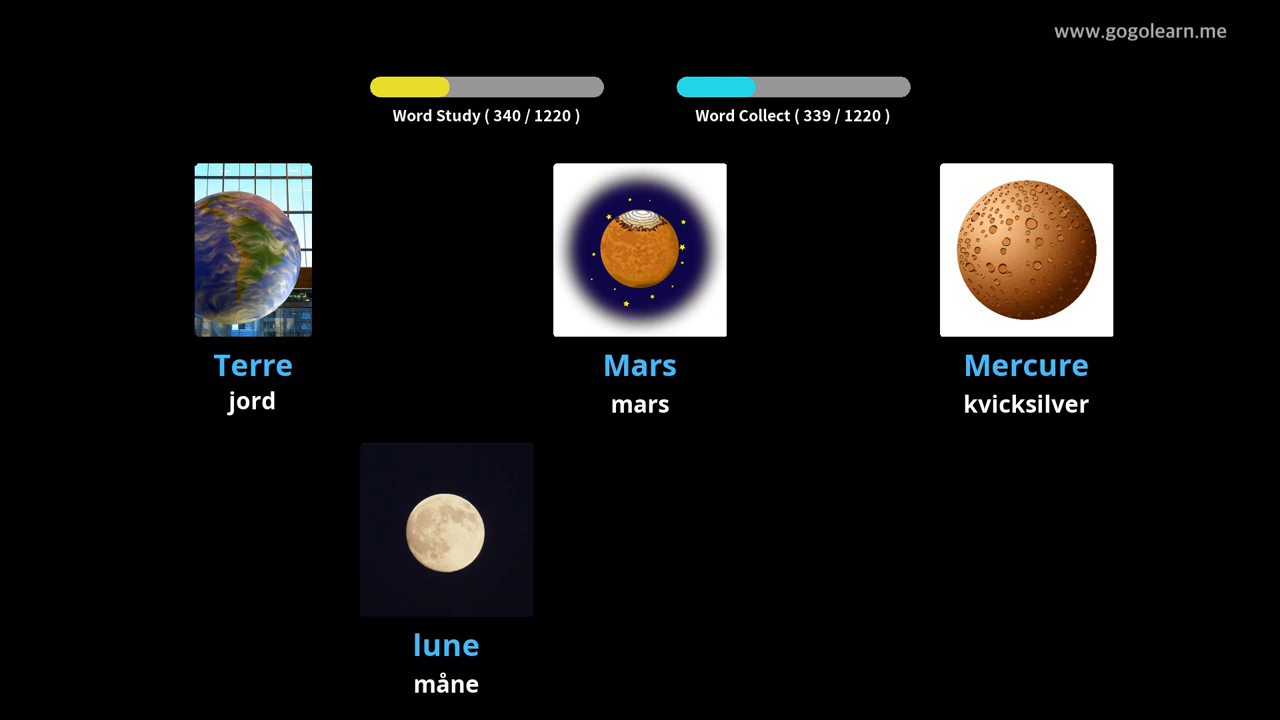 www.gogolearn.me
Word Study ( 340 / 1220 )
Word Collect ( 339 / 1220 )
Terre
jord
Mars
mars
Mercure
kvicksilver
lune
måne